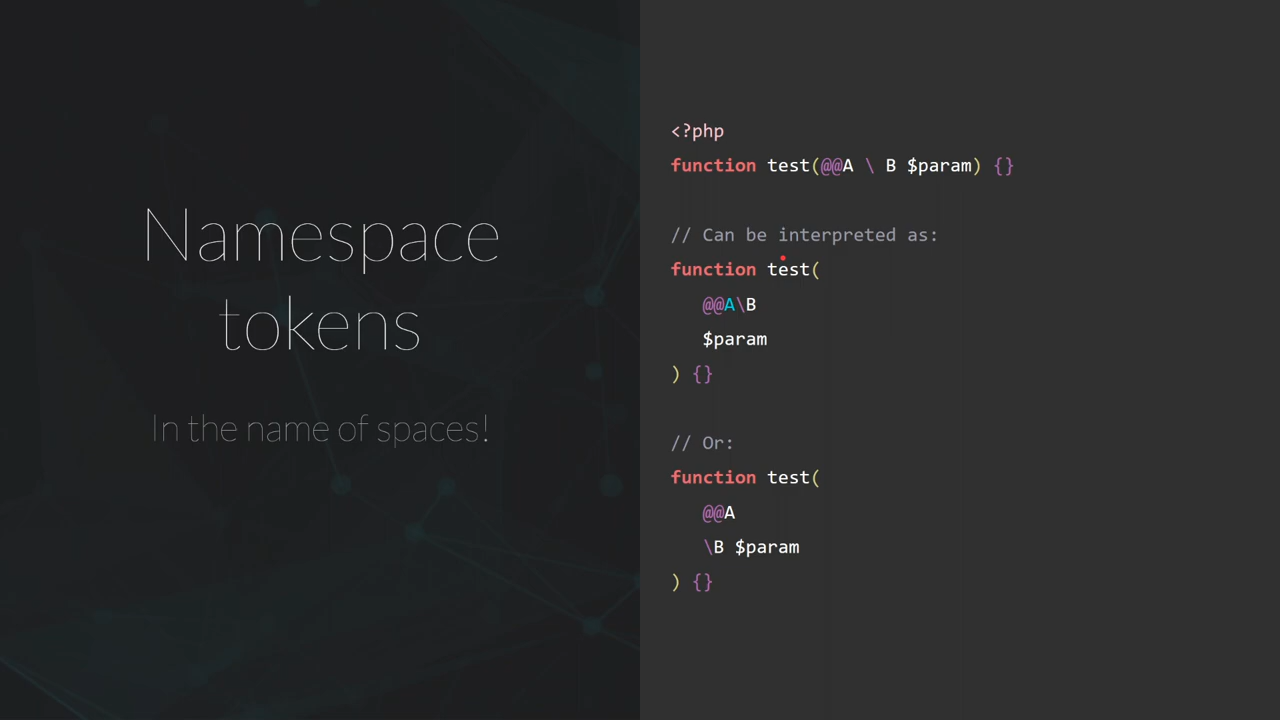 Namespace
tokens
In the name of spaces!
<?php
function test(@@A \ B $param) {}
// Can be interpreted as:
function test(
@@A\B
$param
) {}
// Or:
function test(
@@A
\B $param
) {}